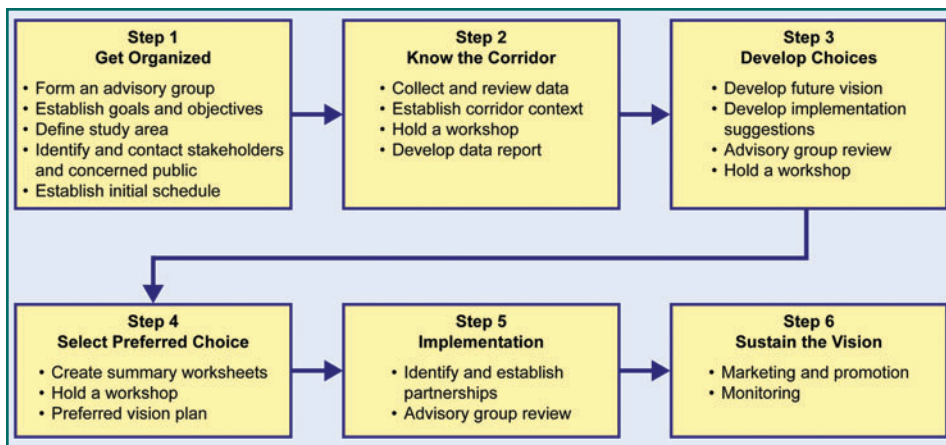 Step 1
Get Organized
• Form an advisory group
• Establish goals and objectives
• Define study area
• Identify and contact stakeholders
and concerned public
• Establish initial schedule
Step 2
Know the Corridor
• Collect and review data
• Establish corridor context
• Hold a workshop
• Develop data report
Step 3
Develop Choices
• Develop future vision
• Develop implementation
suggestions
• Advisory group review
• Hold a workshop
Step 4
Select Preferred Choice
• Create summary worksheets
• Hold a workshop
• Preferred vision plan
Step 5
Implementation
• Identify and establish
partnerships
• Advisory group review
Step 6
Sustain the Vision
• Marketing and promotion
• Monitoring